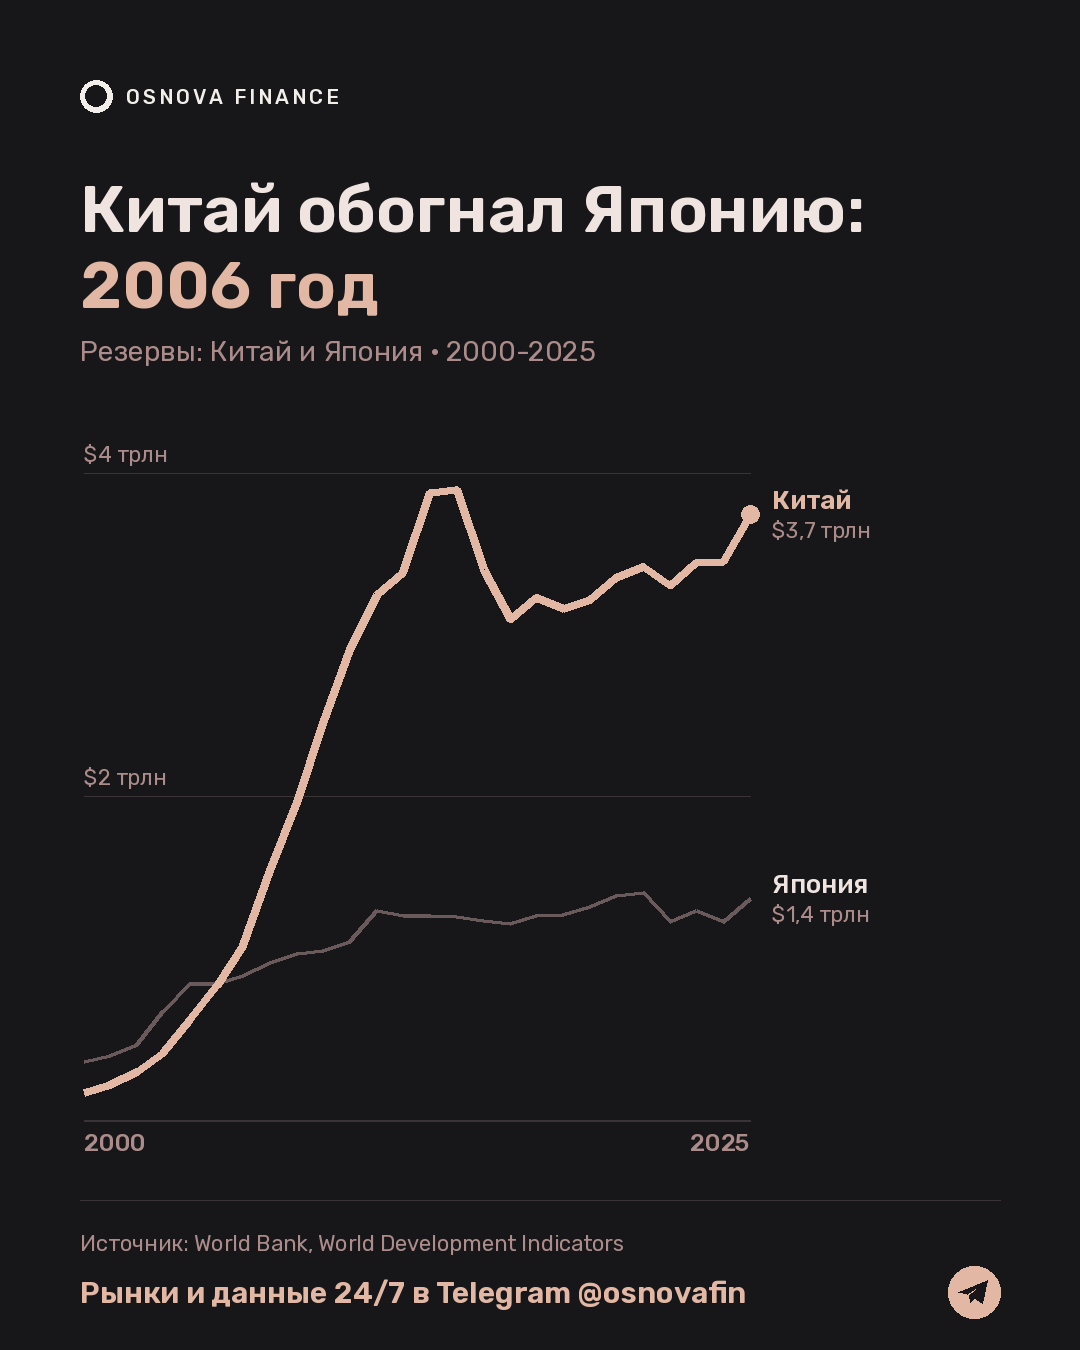 OSNOVA FINANCE
Китай обогнал Японию:
2006 год
Резервы: Китай и Япония • 2000-2025
$4 трлн
Китай
$3,7 трлн
$2 трлн
Япония
$1,4 трлн
2000
2025
Источник: World Bank, World Development Indicators
Рынки и данные 24/7 в Telegram @osnovafin